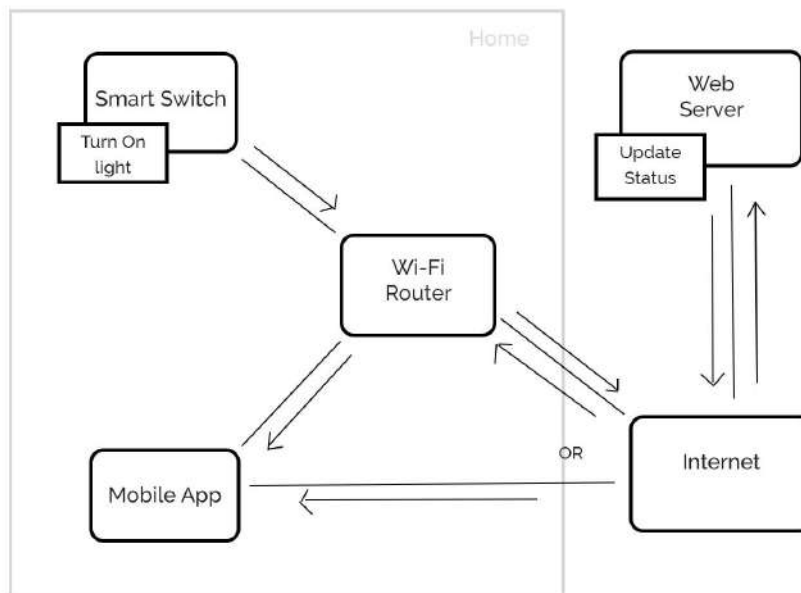 Home
Smart Switch
Turn On
light
Web
Server
Update
Status
Wi-Fi
Router
OR
Mobile App
Internet